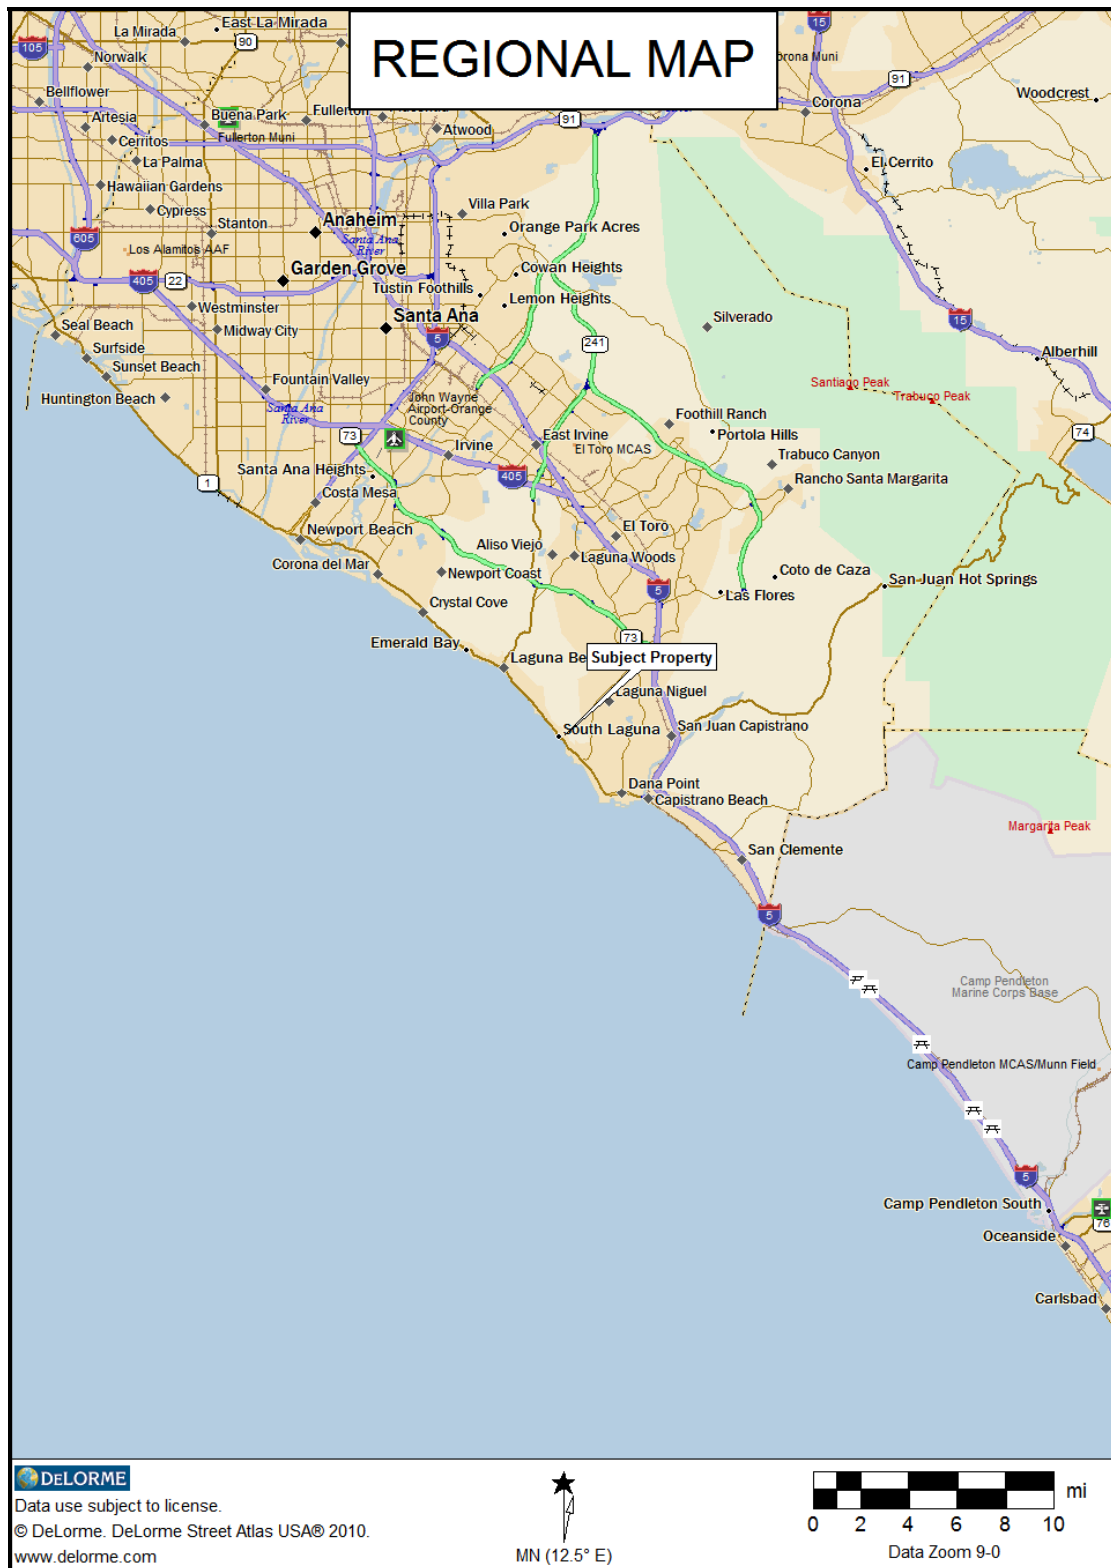 REGIONAL MAP
East La Mirada
La Mirada
15
105
90
Norwalk
Corona Muni
91
Bellflower
Woodcrest
Corona
Buena Park
Fullerton
91
Artesia
Atwood
Fullerton Muni
Cerritos
La Palma
El Cerrito
Hawaiian Gardens
Villa Park
Cypress
Anaheim
Stanton
Orange Park Acres
605
Santa Ana
River
Los Alamitos AAF
Garden Grove
Cowan Heights
405
22
Tustin Foothills
Lemon Heights
Westminster
Santa Ana
Silverado
15
Seal Beach
Midway City
5
241
Surfside
Alberhill
Sunset Beach
Fountain Valley
Santiago Peak
Trabuco Peak
Huntington Beach
John Wayne
Airport-Orange
County
Santa Ana
River
Foothill Ranch
74
73
Portola Hills
East Irvine
Irvine
El Toro MCAS
Trabuco Canyon
Santa Ana Heights
405
Rancho Santa Margarita
1
Costa Mesa
Newport Beach
El Toro
Aliso Viejo
Laguna Woods
Corona del Mar
Newport Coast
Coto de Caza
San Juan Hot Springs
5
Las Flores
Crystal Cove
73
Emerald Bay
Laguna Be
Subject Property
Laguna Niguel
South Laguna
San Juan Capistrano
Dana Point
Capistrano Beach
Margarita Peak
San Clemente
5
Camp Pendleton
Marine Corps Base
Camp Pendleton MCAS/Munn Field
5
Camp Pendleton South
76
Oceanside
Carlsbad
DELORME
Data use subject to license.
© DeLorme. DeLorme Street Atlas USA® 2010.
www.delorme.com
MN (12.5° E)
mi
0 2 4 6 8 10
Data Zoom 9-0